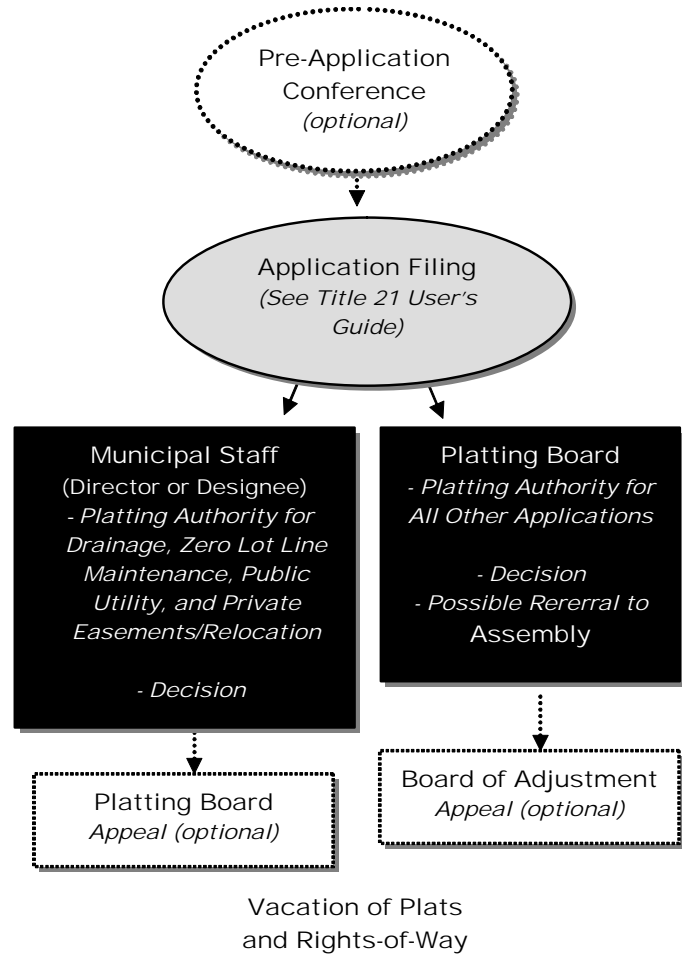 Pre-Application
Conference
(optional)
Application Filing
(See Title 21 User's
Guide)
Municipal Staff
(Director or Designee)
- Platting Authority for
Drainage, Zero Lot Line
Maintenance, Public
Utility, and Private
Easements/Relocation
- Decision
Platting Board
- Platting Authority for
All Other Applications
- Decision
- Possible Rererral to
Assembly
Platting Board
Appeal (optional)
Board of Adjustment
Appeal (optional)
Vacation of Plats
and Rights-of-Way